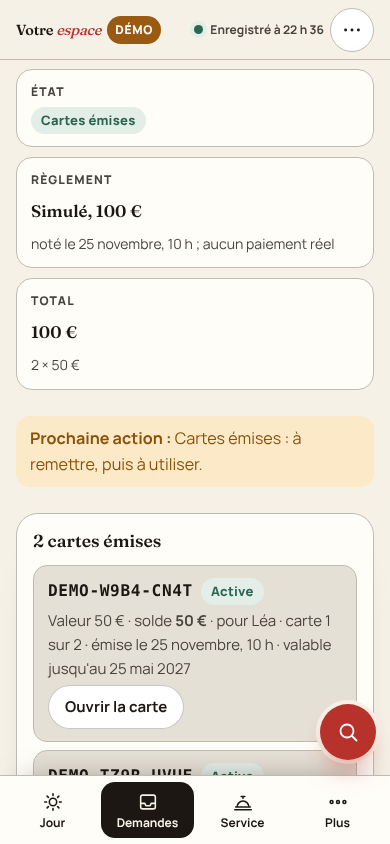 Votre espace DÉMO
Enregistré à 22 h 36
ÉTAT
Cartes émises
RÈGLEMENT
Simulé, 100 €
noté le 25 novembre, 10 h ; aucun paiement réel
TOTAL
100 €
2 × 50 €
Prochaine action : Cartes émises : à
remettre, puis à utiliser.
2 cartes émises
DEMO-W9B4-CN4T Active
Valeur 50 € · solde 50 € · pour Léa · carte 1
sur 2 · émise le 25 novembre, 10 h · valable
jusqu'au 25 mai 2027
Ouvrir la carte
Jour
Demandes
Service
Plus